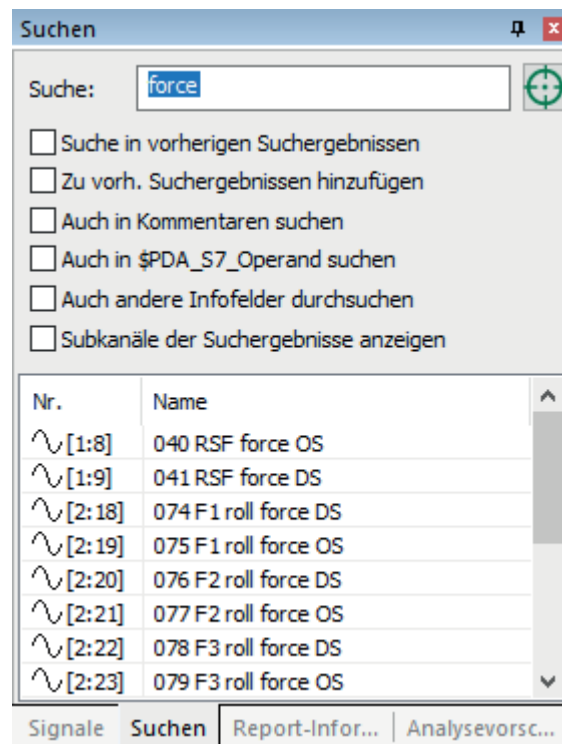 Suchen
Suche: force
Suche in vorherigen Suchergebnissen
Zu vorh. Suchergebnissen hinzufügen
Auch in Kommentaren suchen
Auch in $PDA_S7_Operand suchen
Auch andere Infofelder durchsuchen
Subkanäle der Suchergebnisse anzeigen
Nr. Name
[1:8] 040 RSF force OS
[1:9] 041 RSF force DS
[2:18] 074 F1 roll force DS
[2:19] 075 F1 roll force OS
[2:20] 076 F2 roll force DS
[2:21] 077 F2 roll force OS
[2:22] 078 F3 roll force DS
[2:23] 079 F3 roll force OS
Signale Suchen Report-Infor... Analysevorsc...